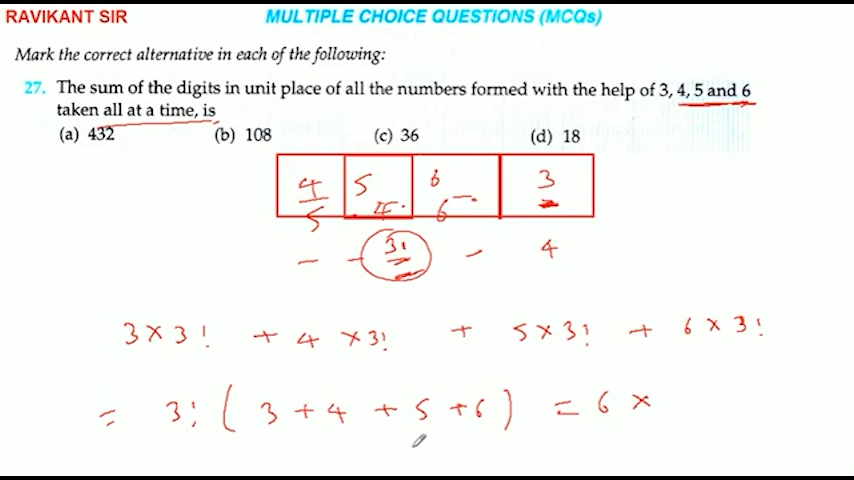 RAVIKANT SIR MULTIPLE CHOICE QUESTIONS (MCQs)
Mark the correct alternative in each of the following:
27. The sum of the digits in unit place of all the numbers formed with the help of 3, 4, 5 and 6
taken all at a time, is
(a) 432 (b) 108 (c) 36 (d) 18
4 5 6 3
5 4 6
3! 4
3 × 3! + 4 × 3! + 5 × 3! + 6 × 3!
= 3! ( 3 + 4 + 5 + 6 ) = 6 ×